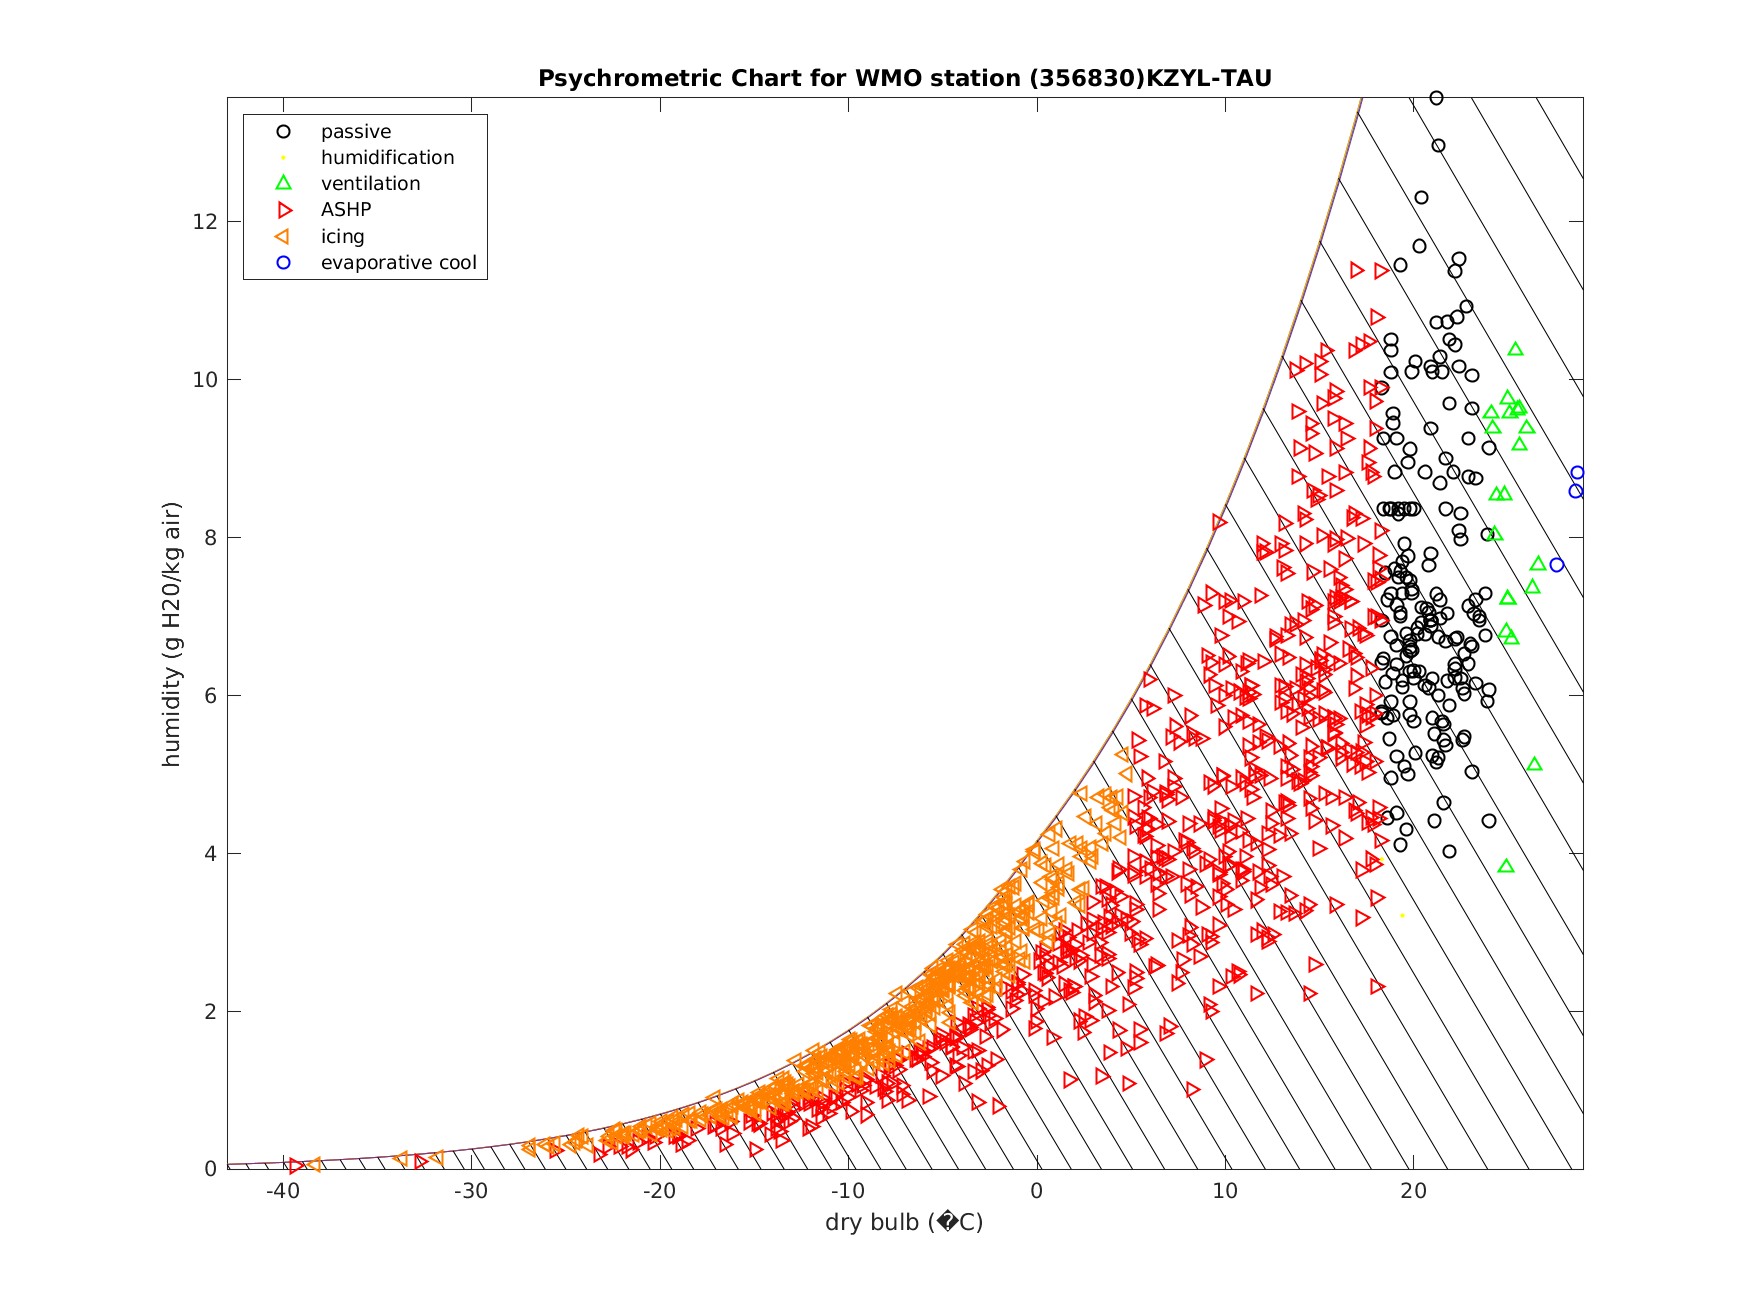 Psychrometric Chart for WMO station (356830)KZYL-TAU
passive
humidification
ventilation
ASHP
icing
evaporative cool
humidity (g H20/kg air)
12
10
8
6
4
2
0
-40 -30 -20 -10 0 10 20
dry bulb (�C)